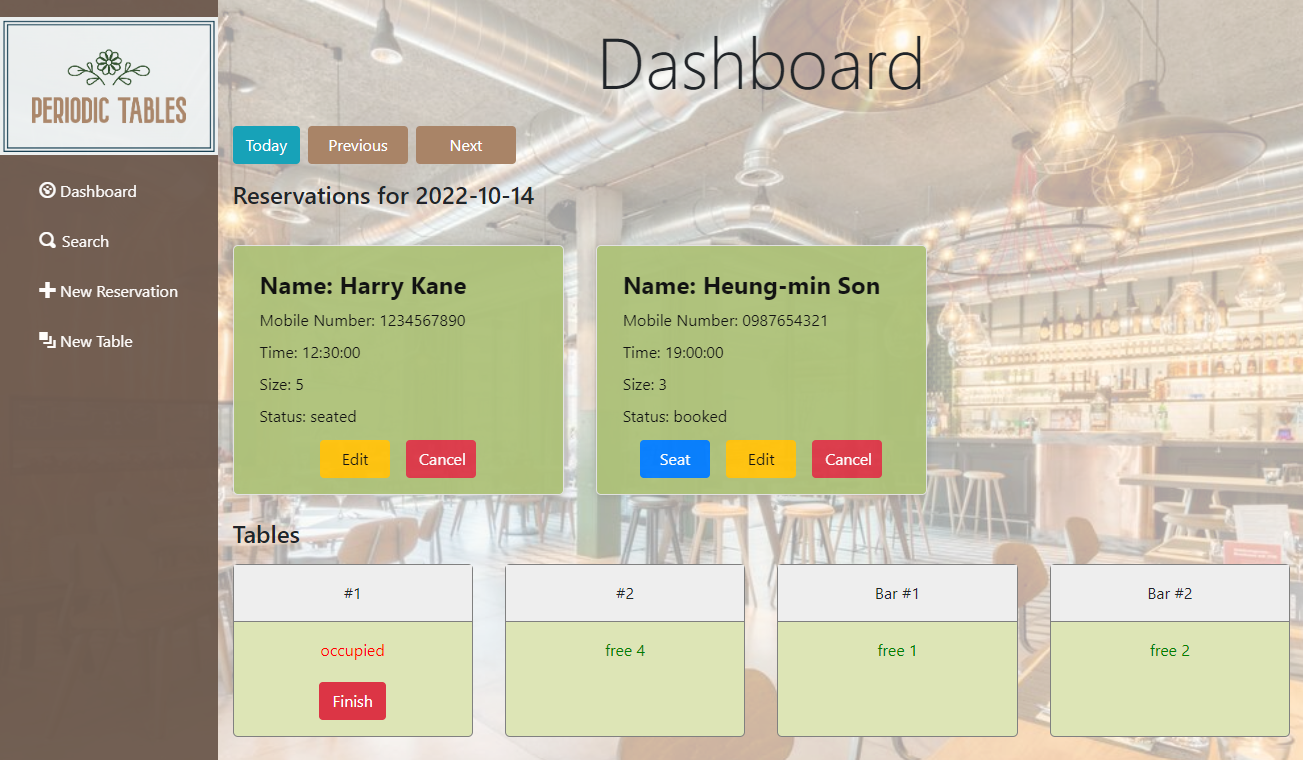 PERIODIC TABLES
Dashboard
Search
New Reservation
New Table
Dashboard
Today Previous Next
Reservations for 2022-10-14
Name: Harry Kane
Mobile Number: 1234567890
Time: 12:30:00
Size: 5
Status: seated
Edit Cancel
Name: Heung-min Son
Mobile Number: 0987654321
Time: 19:00:00
Size: 3
Status: booked
Seat Edit Cancel
Tables
#1
occupied
Finish
#2
free 4
Bar #1
free 1
Bar #2
free 2